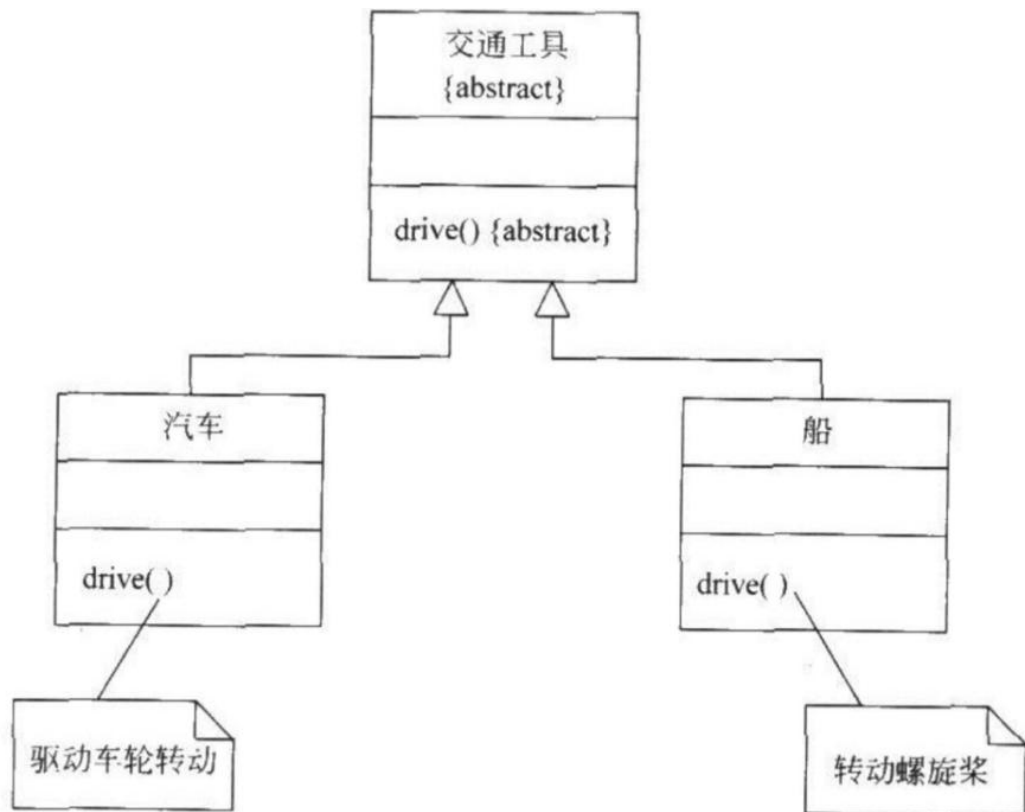 交通工具
{abstract}
drive() {abstract}
汽车
船
drive( )
drive( )
驱动车轮转动
转动螺旋桨